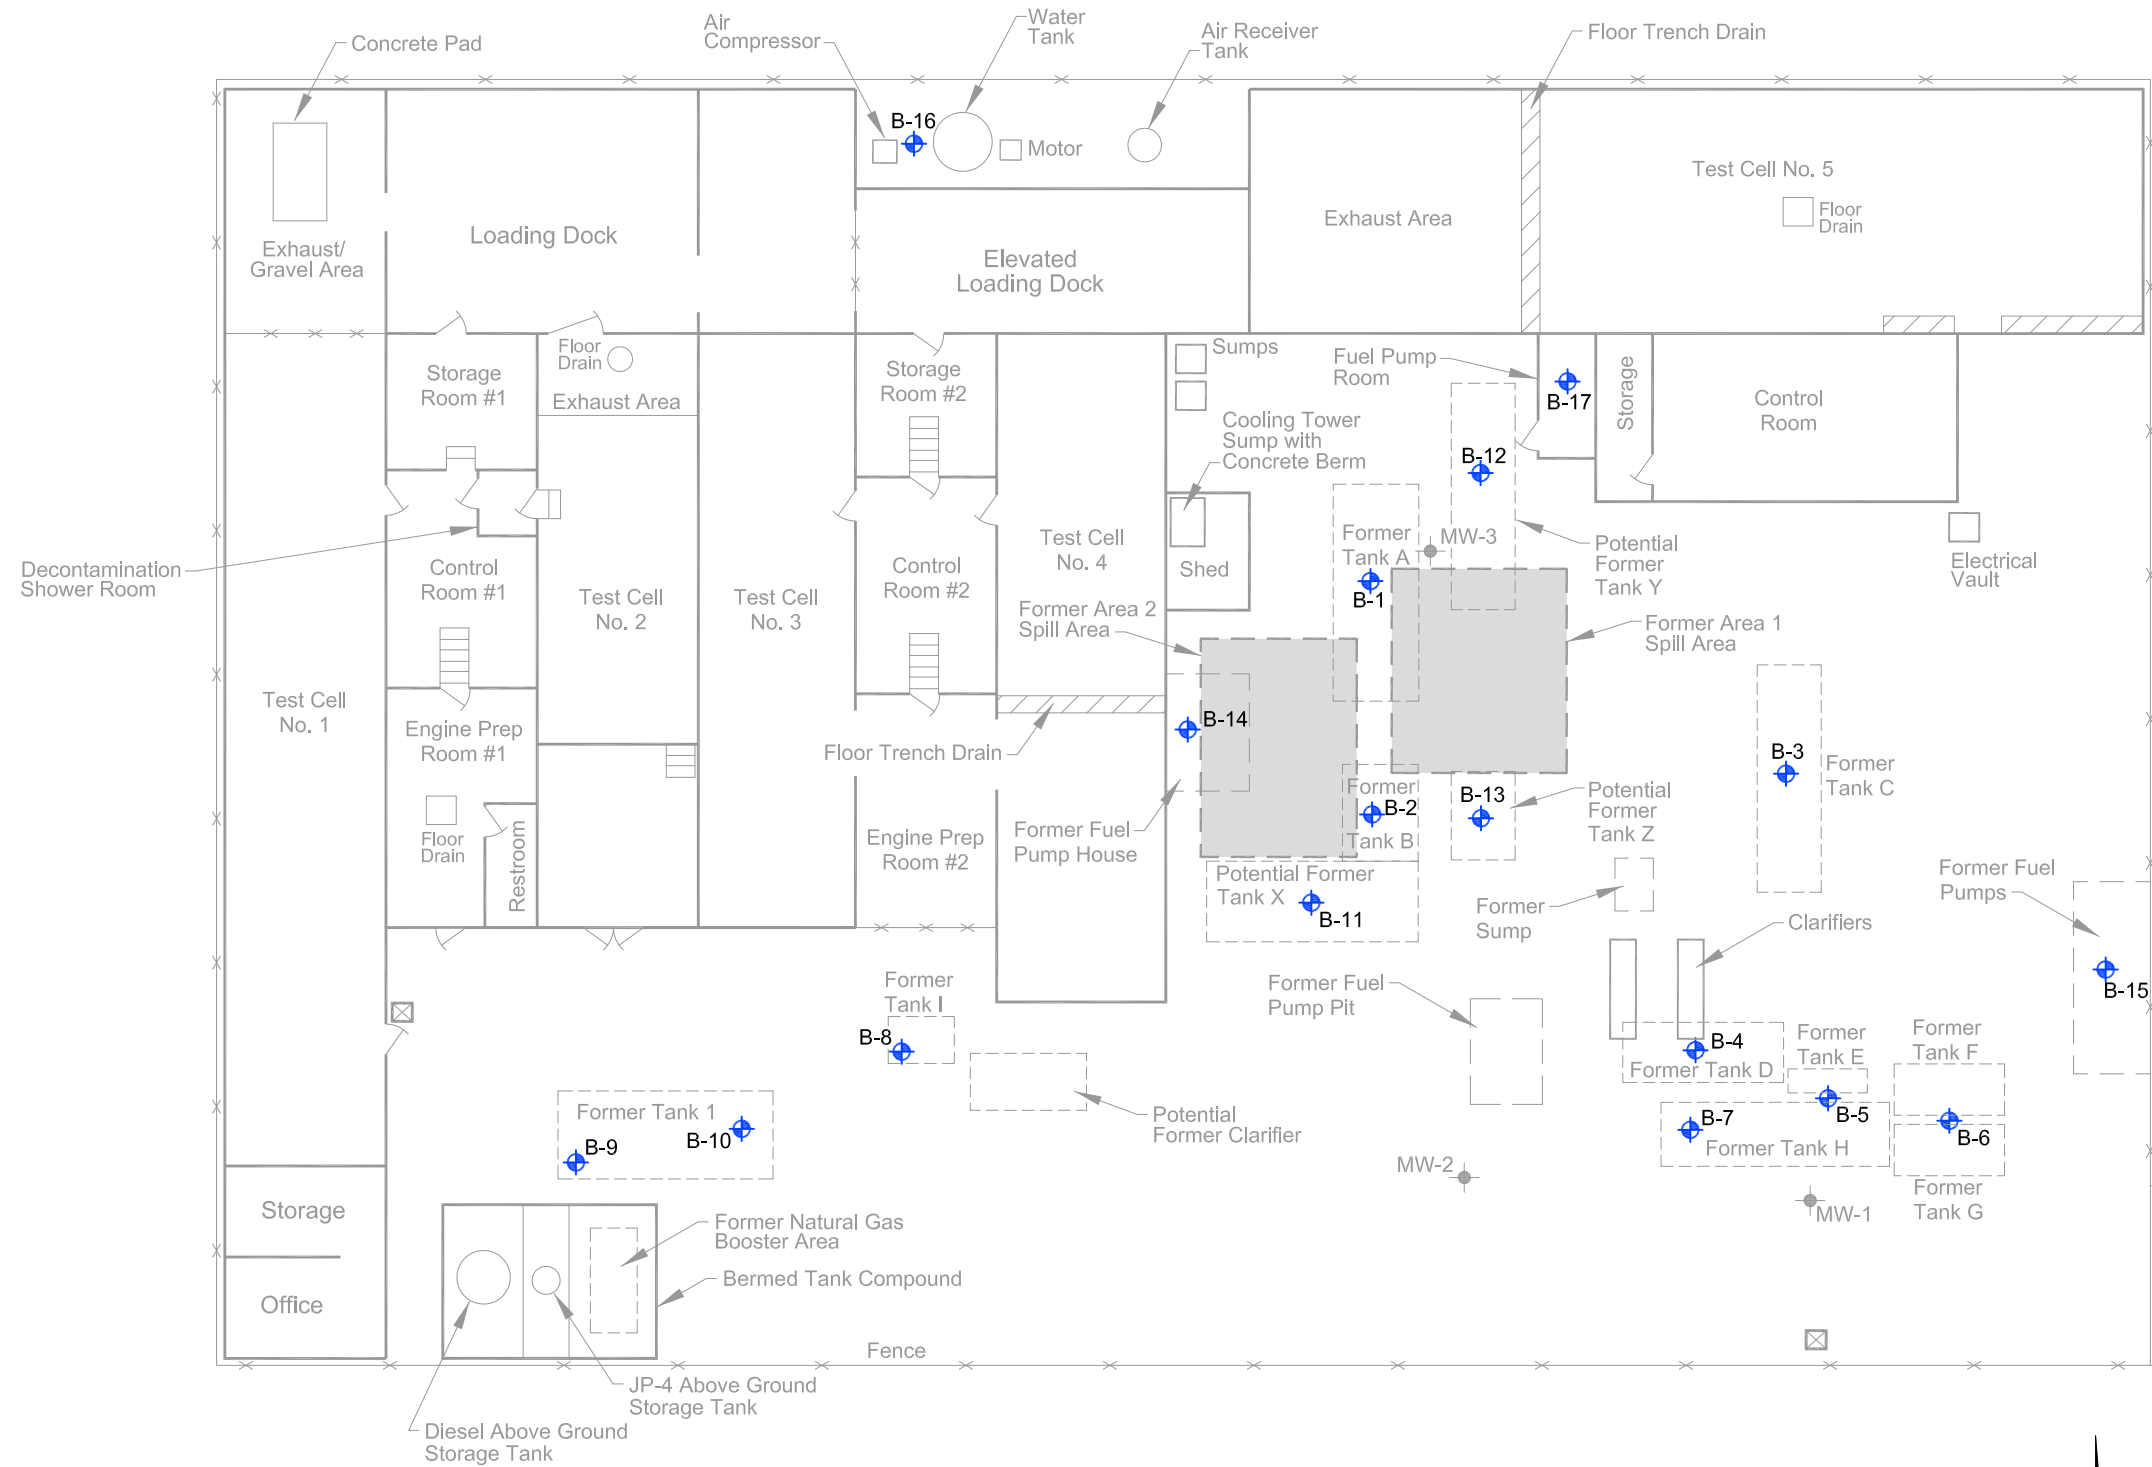 Concrete Pad
Air
Compressor
Water
Tank
Air Receiver
Tank
Floor Trench Drain
B-16
Motor
Test Cell No. 5
Floor
Drain
Exhaust Area
Exhaust/
Gravel Area
Loading Dock
Elevated
Loading Dock
Floor
Drain
Storage
Room #1
Exhaust Area
Storage
Room #2
Sumps
Fuel Pump
Room
B-17
Storage
Control
Room
Cooling Tower
Sump with
Concrete Berm
B-12
Former
Tank A
MW-3
Potential
Former
Tank Y
Electrical
Vault
Decontamination
Shower Room
Control
Room #1
Test Cell
No. 2
Test Cell
No. 3
Control
Room #2
Test Cell
No. 4
Shed
B-1
Former Area 2
Spill Area
Former Area 1
Spill Area
Test Cell
No. 1
Engine Prep
Room #1
B-14
Floor Trench Drain
B-3
Former
Tank C
Former
B-2
Tank B
B-13
Potential
Former
Tank Z
Floor
Drain
Restroom
Engine Prep
Room #2
Former Fuel
Pump House
Potential Former
Tank X
B-11
Former
Sump
Clarifiers
Former Fuel
Pumps
B-15
Former
Tank I
B-8
Former Fuel
Pump Pit
B-4
Former Tank D
Former
Tank E
Former
Tank F
Former Tank 1
B-10
B-9
Potential
Former Clarifier
B-7
B-5
B-6
Former Tank H
MW-2
MW-1
Former
Tank G
Storage
Office
Former Natural Gas
Booster Area
Bermed Tank Compound
Fence
JP-4 Above Ground
Storage Tank
Diesel Above Ground
Storage Tank